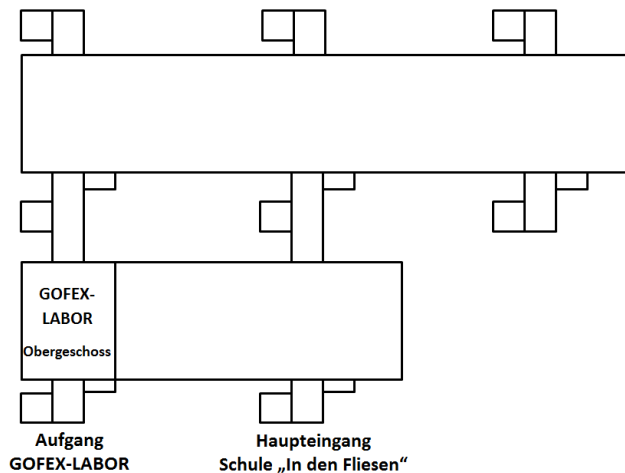 GOFEX-
LABOR
Obergeschoss
Aufgang
GOFEX-LABOR
Haupteingang
Schule „In den Fliesen“